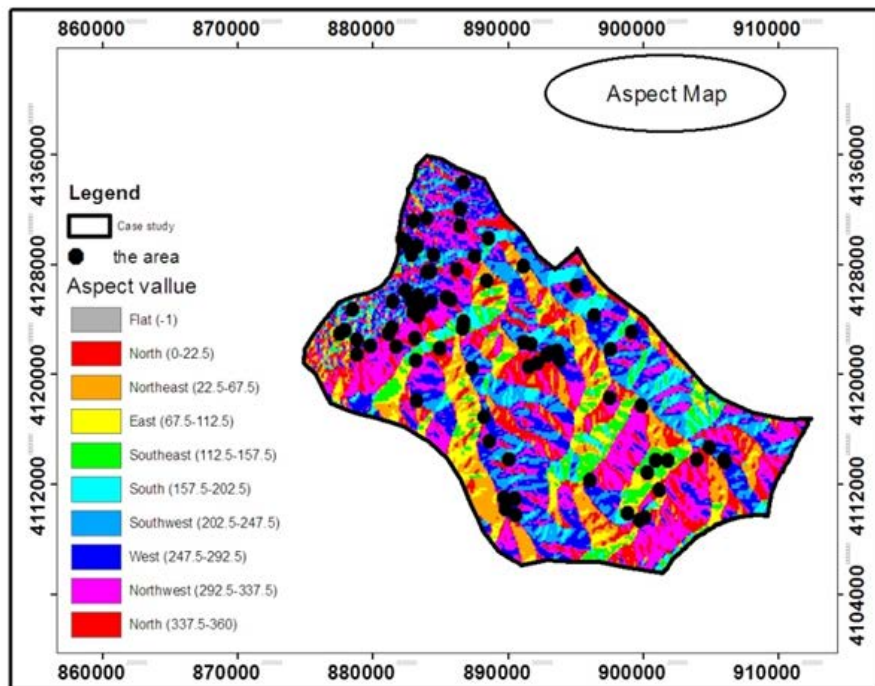 860000 870000 880000 890000 900000 910000
Aspect Map
4136000 4136000
4128000 4128000
4120000 4120000
4112000 4112000
4104000 4104000
Legend
Case study
the area
Aspect vallue
Flat (-1)
North (0-22.5)
Northeast (22.5-67.5)
East (67.5-112.5)
Southeast (112.5-157.5)
South (157.5-202.5)
Southwest (202.5-247.5)
West (247.5-292.5)
Northwest (292.5-337.5)
North (337.5-360)
860000 870000 880000 890000 900000 910000